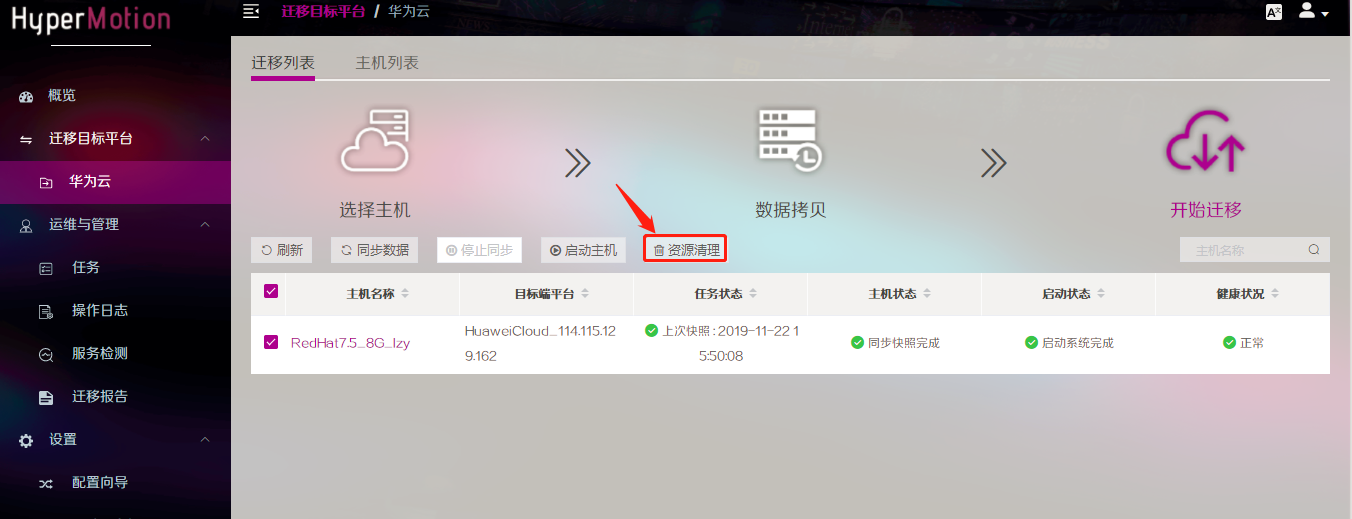 HyperMotion
迁移目标平台 / 华为云
迁移列表 主机列表
概览
迁移目标平台
华为云
运维与管理
任务
操作日志
服务检测
迁移报告
设置
配置向导
选择主机
数据拷贝
开始迁移
刷新 同步数据 停止同步 启动主机 资源清理 主机名称
主机名称 目标端平台 任务状态 主机状态 启动状态 健康状况
RedHat7.5_8G_lzy
HuaweiCloud_114.115.12
9.162
上次快照 : 2019-11-22 1
5:50:08
同步快照完成
启动系统完成
正常